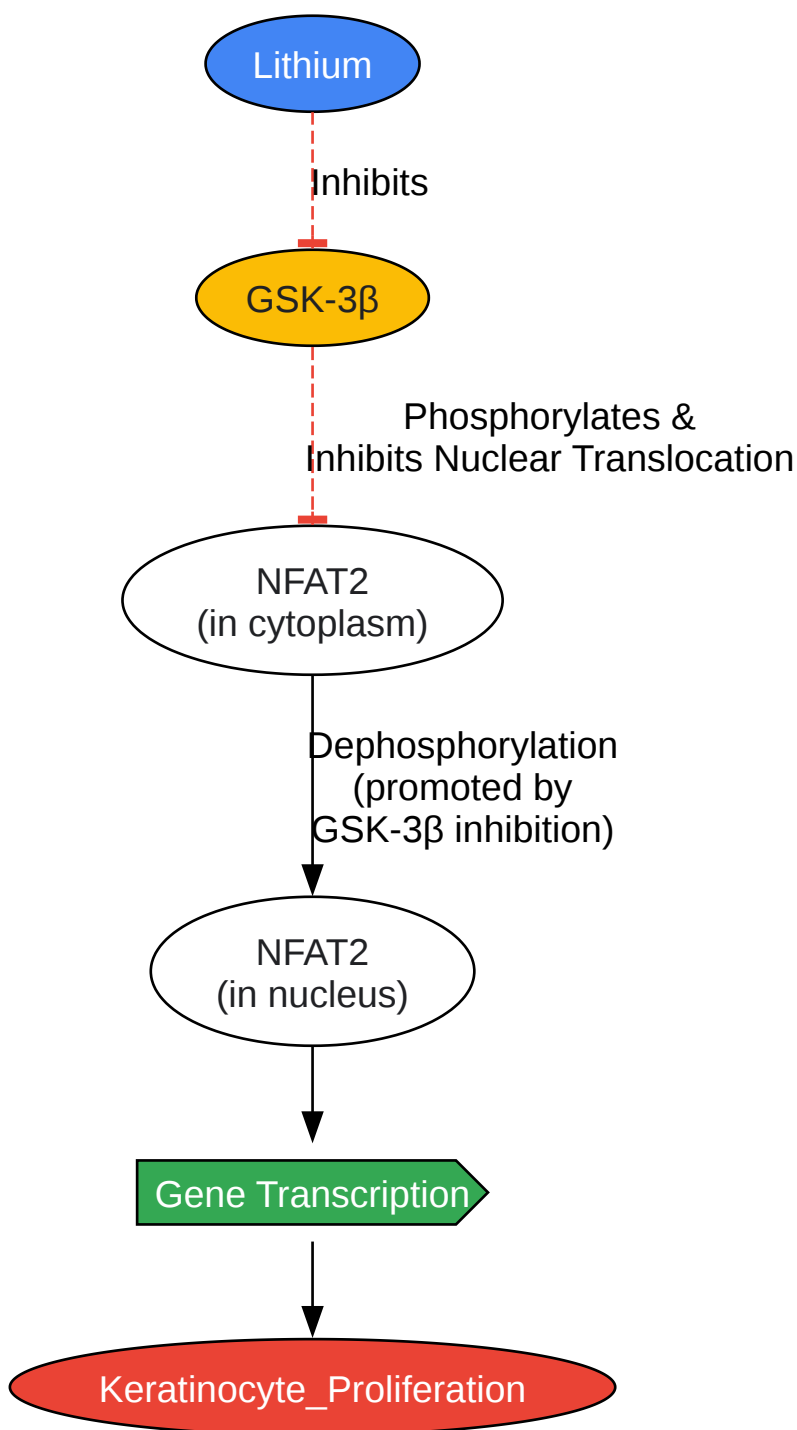 Lithium
Inhibits
GSK-3β
Phosphorylates &
Inhibits Nuclear Translocation
NFAT2
(in cytoplasm)
Dephosphorylation
(promoted by
GSK-3β inhibition)
NFAT2
(in nucleus)
Gene Transcription
Keratinocyte_Proliferation